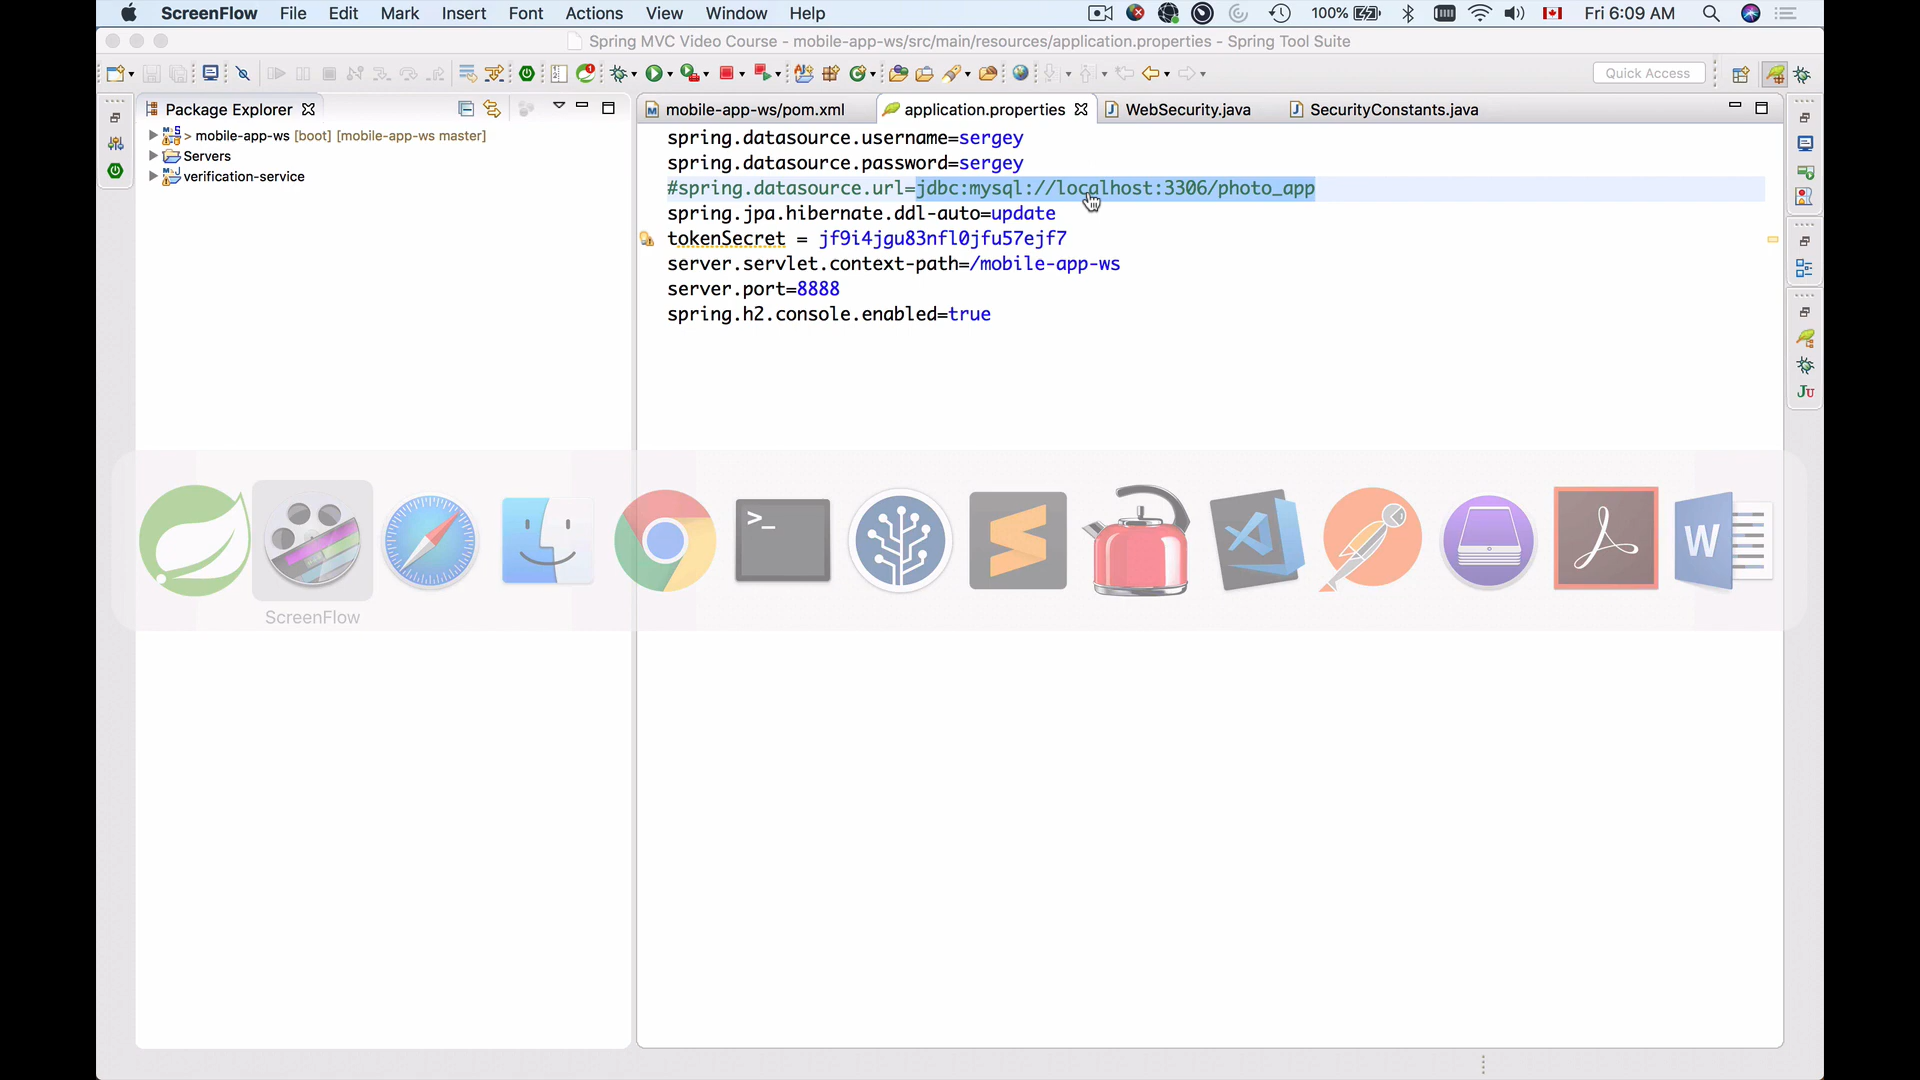 ScreenFlow File Edit Mark Insert Font Actions View Window Help 100% Fri 6:09 AM
Spring MVC Video Course - mobile-app-ws/src/main/resources/application.properties - Spring Tool Suite
Quick Access
Package Explorer
mobile-app-ws/pom.xml application.properties WebSecurity.java SecurityConstants.java
> mobile-app-ws [boot] [mobile-app-ws master]
Servers
verification-service
spring.datasource.username=sergey
spring.datasource.password=sergey
#spring.datasource.url=jdbc:mysql://localhost:3306/photo_app
spring.jpa.hibernate.ddl-auto=update
tokenSecret = jf9i4jgu83nfl0jfu57ejf7
server.servlet.context-path=/mobile-app-ws
server.port=8888
spring.h2.console.enabled=true
Ju
>_
W
ScreenFlow